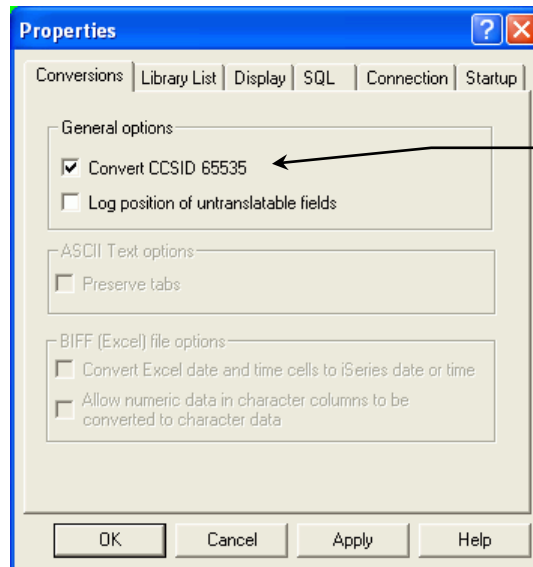 Properties
Conversions Library List Display SQL Connection Startup
General options
Convert CCSID 65535
Log position of untranslatable fields
ASCII Text options
Preserve tabs
BIFF (Excel) file options
Convert Excel date and time cells to iSeries date or time
Allow numeric data in character columns to be
converted to character data
OK Cancel Apply Help